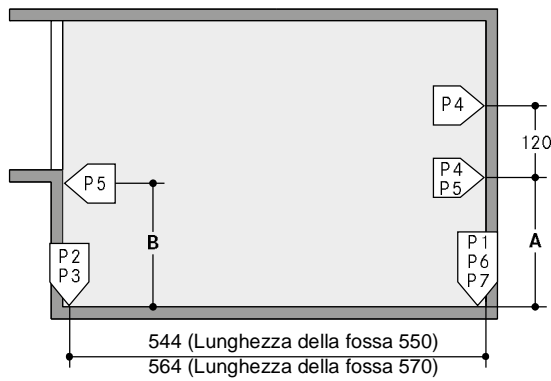 P4
120
P4
P5
P5
B
A
P2
P3
P1
P6
P7
544 (Lunghezza della fossa 550)
564 (Lunghezza della fossa 570)